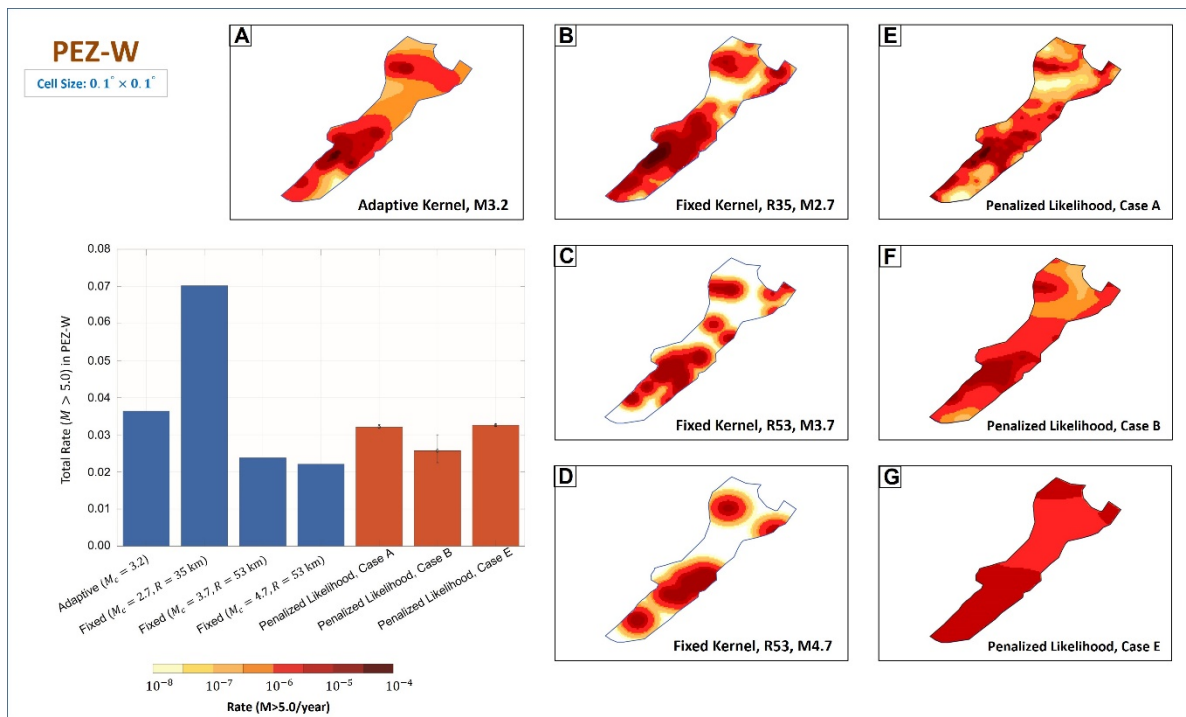 PEZ-W
Cell Size: 0.1° × 0.1°
A
Adaptive Kernel, M3.2
B
Fixed Kernel, R35, M2.7
E
Penalized Likelihood, Case A
C
Fixed Kernel, R53, M3.7
F
Penalized Likelihood, Case B
D
Fixed Kernel, R53, M4.7
G
Penalized Likelihood, Case E
Total Rate (M > 5.0) in PEZ-W
0.08
0.07
0.06
0.05
0.04
0.03
0.02
0.01
0.00
Adaptive (M_c = 3.2)
Fixed (M_c = 2.7, R = 35 km)
Fixed (M_c = 3.7, R = 53 km)
Fixed (M_c = 4.7, R = 53 km)
Penalized Likelihood, Case A
Penalized Likelihood, Case B
Penalized Likelihood, Case E
10⁻⁸ 10⁻⁷ 10⁻⁶ 10⁻⁵ 10⁻⁴
Rate (M>5.0/year)